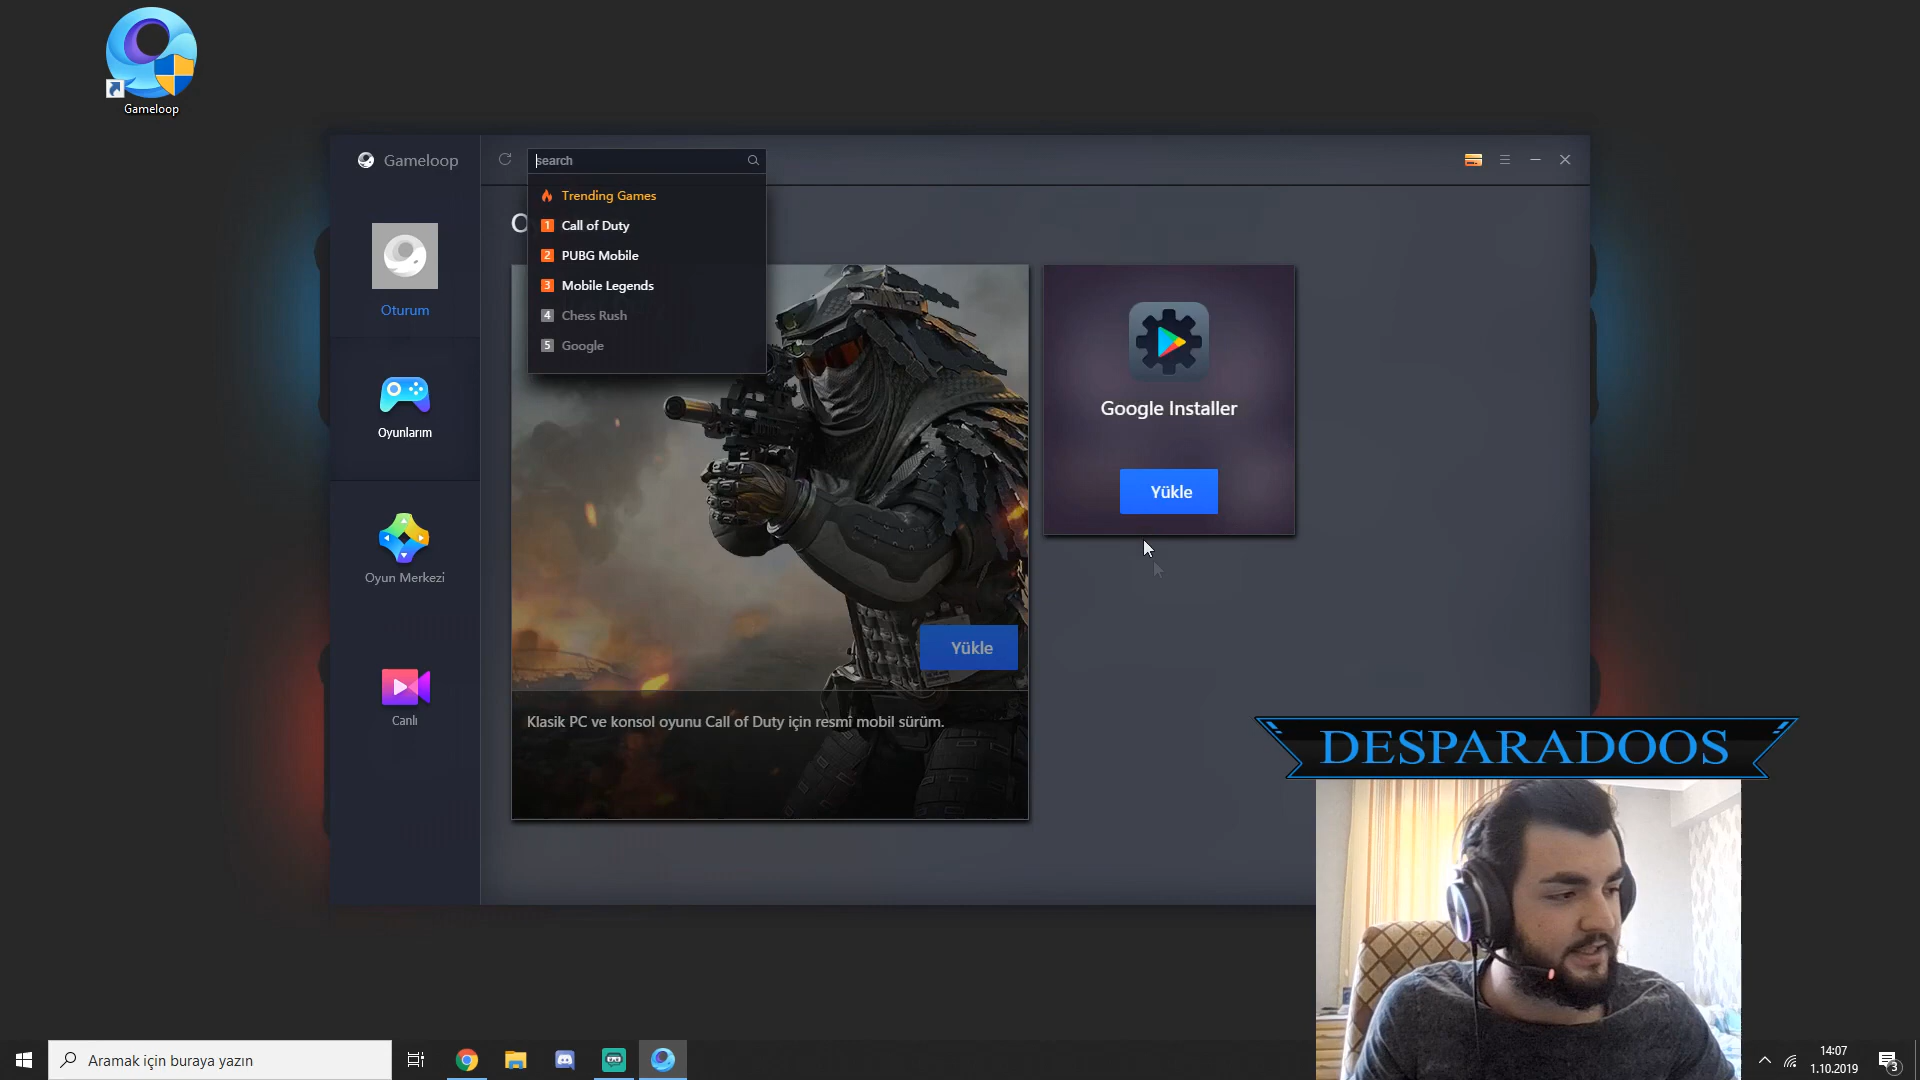 Gameloop
Gameloop
search
Trending Games
1 Call of Duty
2 PUBG Mobile
3 Mobile Legends
4 Chess Rush
5 Google
Oturum
Oyunlarım
Oyun Merkezi
Canlı
Google Installer
Yükle
Yükle
Klasik PC ve konsol oyunu Call of Duty için resmî mobil sürüm.
DESPARADOOS
Aramak için buraya yazın
14:07
1.10.2019
3